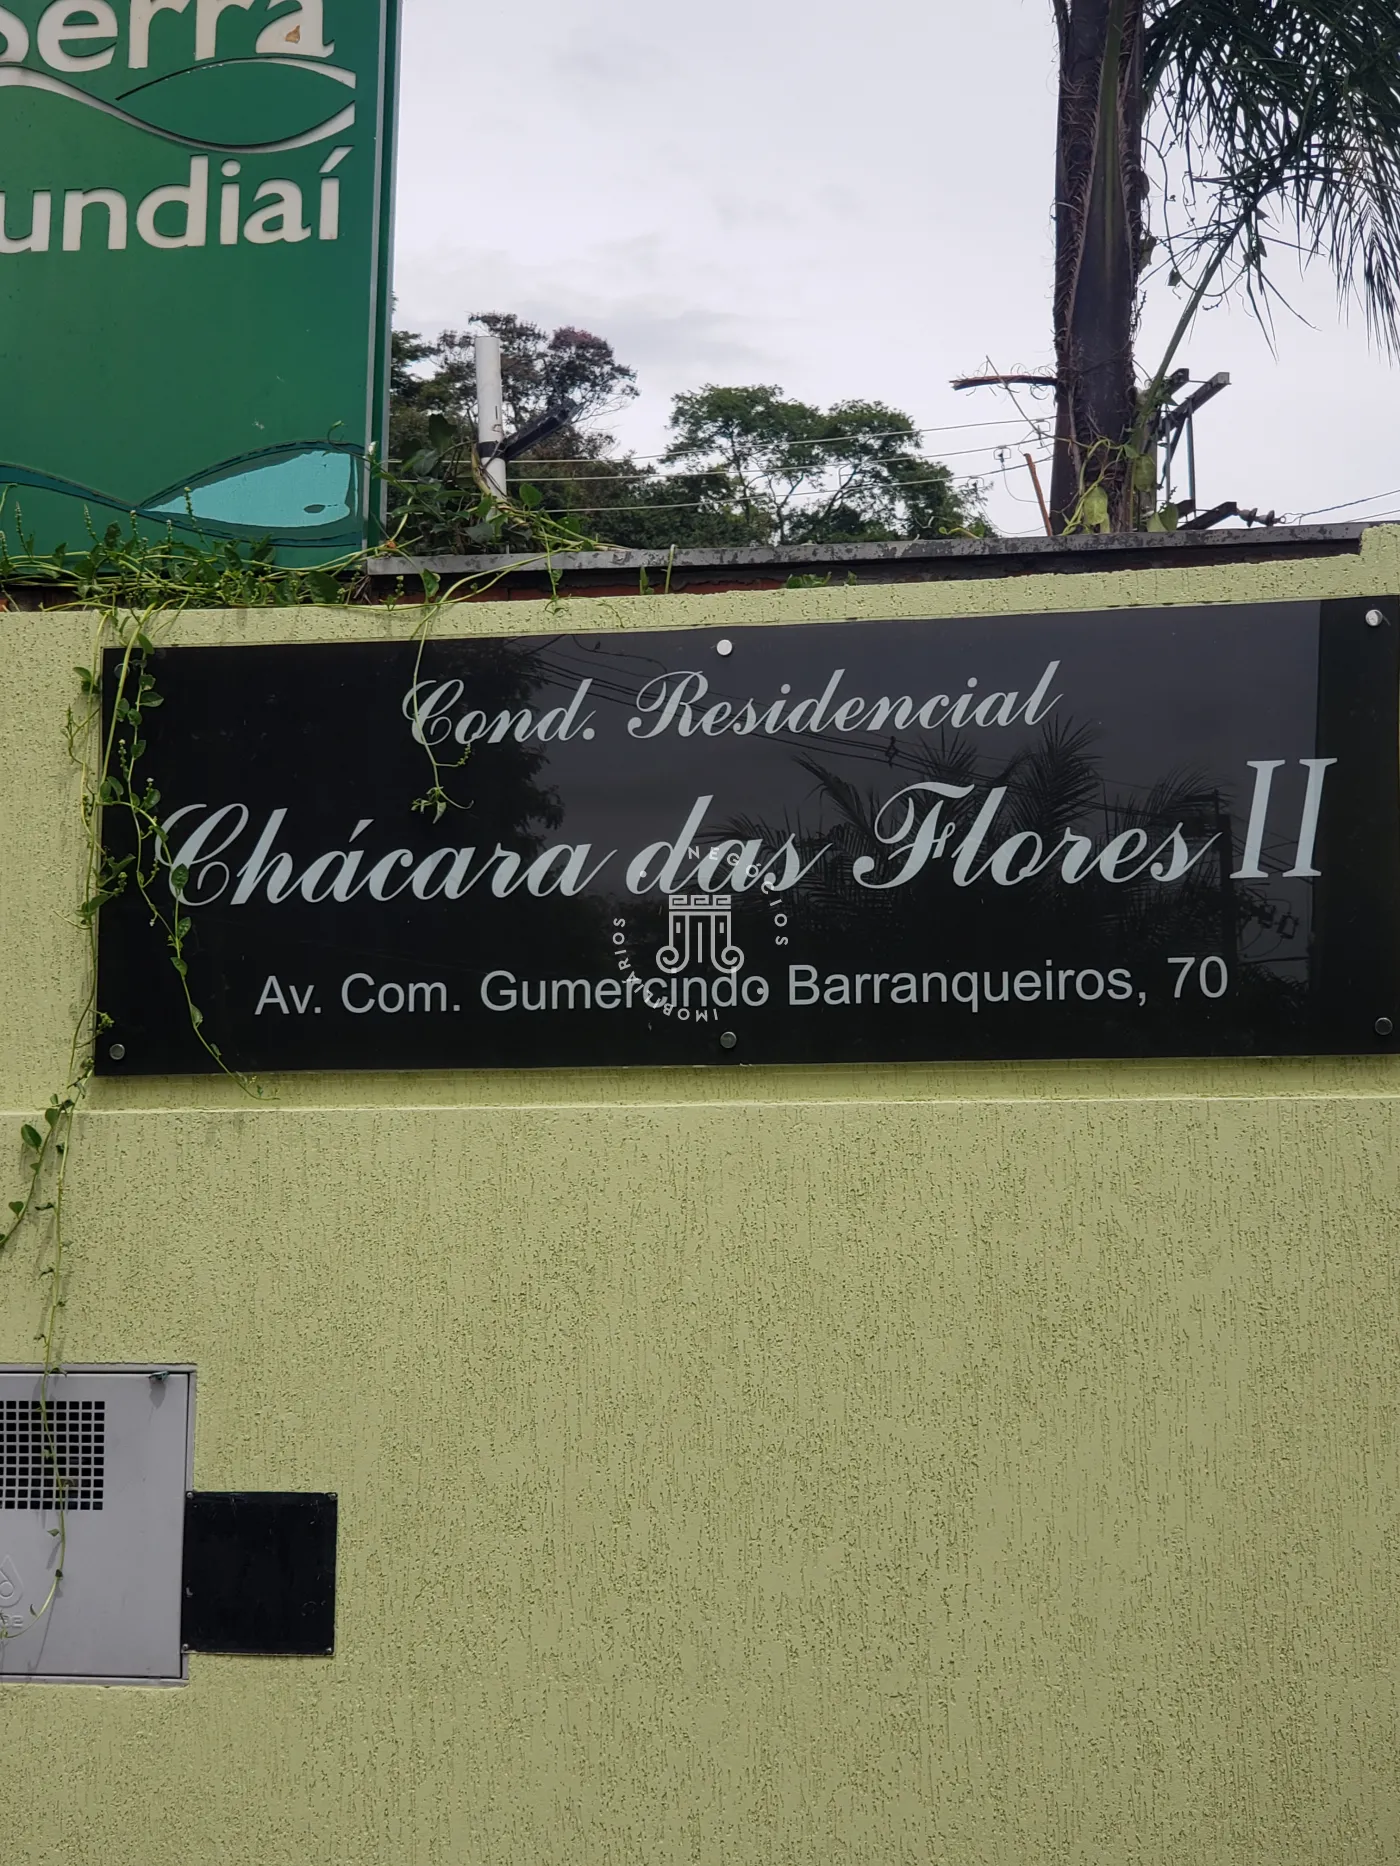 Serra
undiaí
Cond. Residencial
Chácara das Flores II
Av. Com. Gumercindo Barranqueiros, 70
NEGÓCIOS
IMOBILIÁRIOS